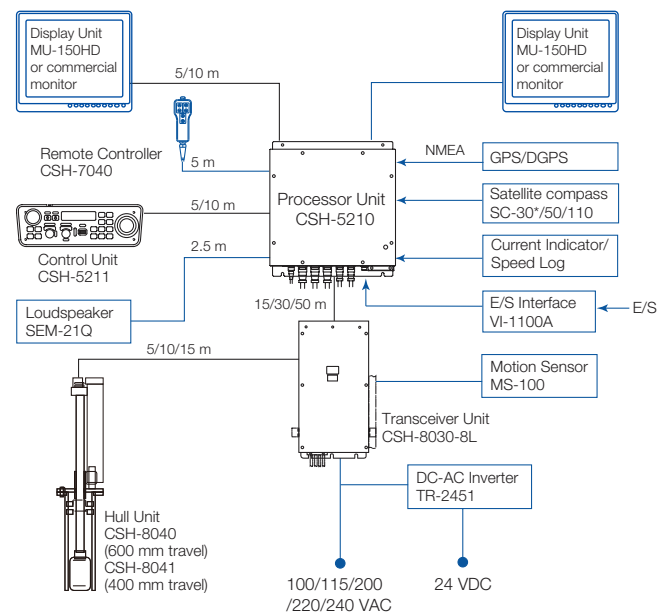 Display Unit
MU-150HD
or commercial
monitor
Display Unit
MU-150HD
or commercial
monitor
5/10 m
Remote Controller
CSH-7040
5 m
NMEA
GPS/DGPS
Processor Unit
CSH-5210
Satellite compass
SC-30*/50/110
5/10 m
Control Unit
CSH-5211
2.5 m
Current Indicator/
Speed Log
Loudspeaker
SEM-21Q
15/30/50 m
E/S Interface
VI-1100A
E/S
5/10/15 m
Motion Sensor
MS-100
Transceiver Unit
CSH-8030-8L
DC-AC Inverter
TR-2451
Hull Unit
CSH-8040
(600 mm travel)
CSH-8041
(400 mm travel)
100/115/200
/220/240 VAC
24 VDC